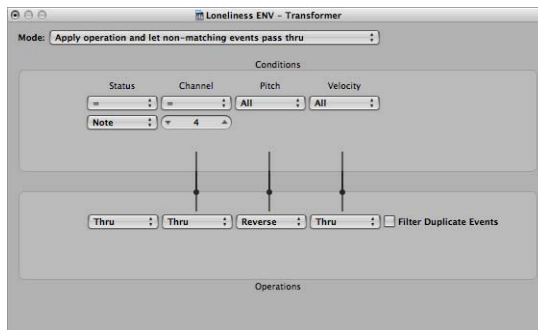 Loneliness ENV - Transformer
Mode: Apply operation and let non-matching events pass thru
Conditions
Status Channel Pitch Velocity
= = All All
Note 4
Thru Thru Reverse Thru Filter Duplicate Events
Operations